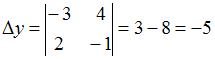 Δy = |−3 4; 2 −1| = 3 − 8 = −5